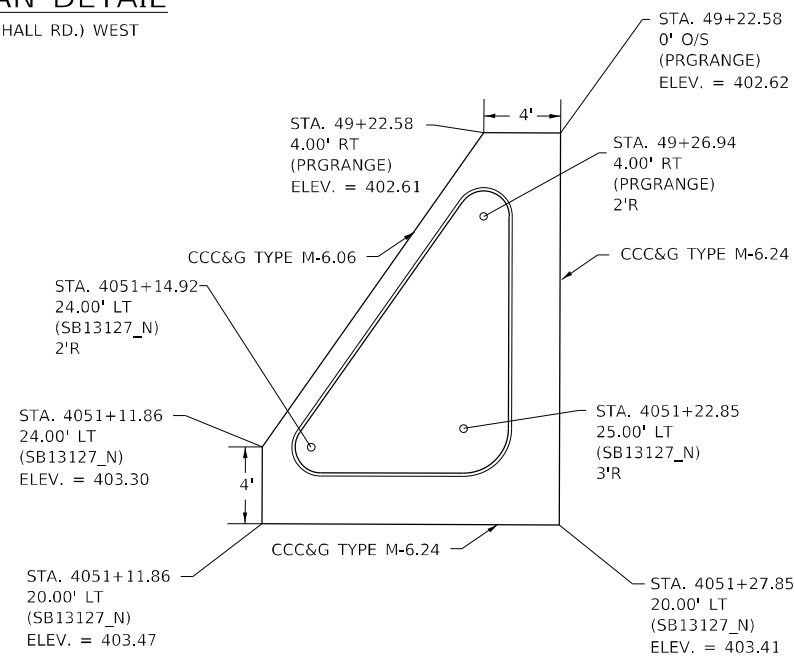 AN DETAIL
HALL RD.) WEST
STA. 49+22.58
0' O/S
(PRGRANGE)
ELEV. = 402.62
4'
STA. 49+22.58
4.00' RT
(PRGRANGE)
ELEV. = 402.61
STA. 49+26.94
4.00' RT
(PRGRANGE)
2'R
CCC&G TYPE M-6.06
CCC&G TYPE M-6.24
STA. 4051+14.92
24.00' LT
(SB13127_N)
2'R
STA. 4051+11.86
24.00' LT
(SB13127_N)
ELEV. = 403.30
STA. 4051+22.85
25.00' LT
(SB13127_N)
3'R
4'
CCC&G TYPE M-6.24
STA. 4051+11.86
20.00' LT
(SB13127_N)
ELEV. = 403.47
STA. 4051+27.85
20.00' LT
(SB13127_N)
ELEV. = 403.41